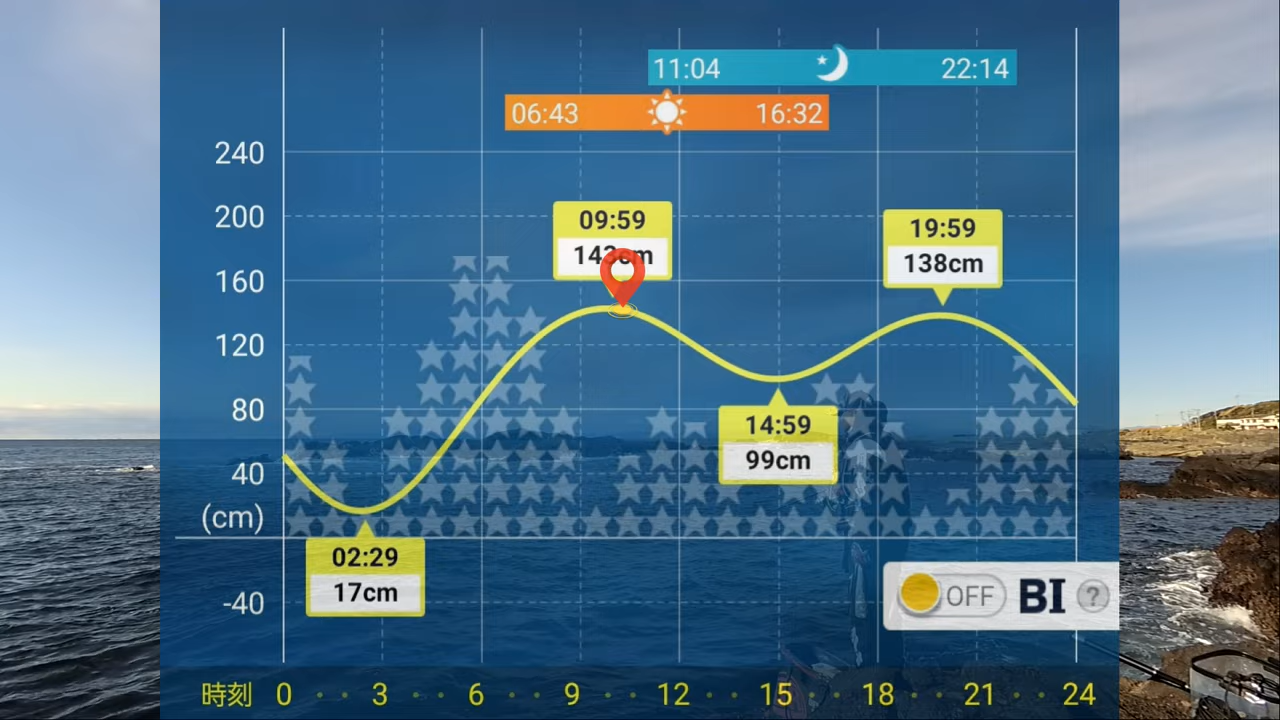 11:04 22:14
06:43 16:32
240
200
160
120
80
40
(cm)
-40
09:59
143cm
19:59
138cm
14:59
99cm
02:29
17cm
OFF BI ?
時刻 0 ・・ 3 ・・ 6 ・・ 9 ・・ 12 ・・ 15 ・・ 18 ・・ 21 ・・ 24